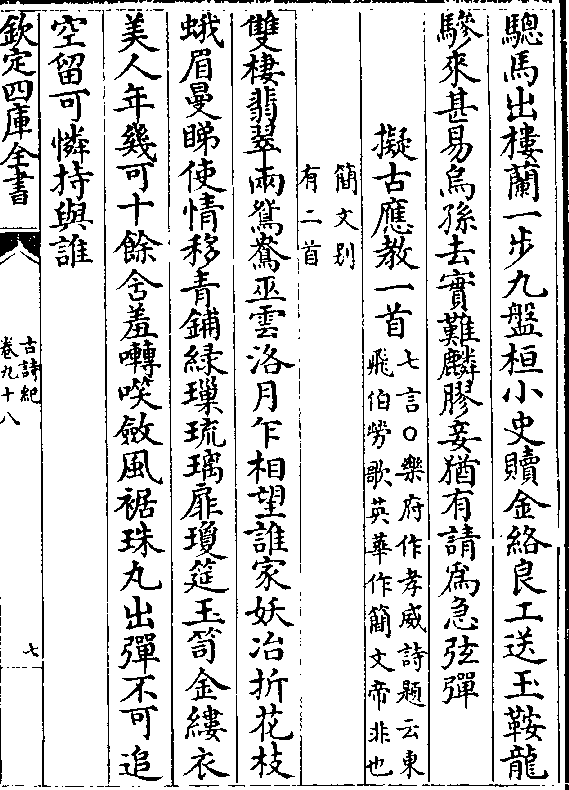 驄馬出樓蘭一步九盤桓小史贖金絡良工送玉鞍龍
驂來甚易烏孫去實難麟膠妾猶有請爲急弦彈
擬古應教一首
七言○樂府作孝威詩題云東
飛伯勞歌英華作簡文帝非也
簡文别
有二首
雙棲翡翠兩鴛鴦巫雲洛月乍相望誰家妖冶折花枝
蛾眉曼睇使情移青鋪緑璅琉璃扉瓊筵玉笥金縷衣
美人年幾可十餘含羞囀笑斂風裾珠丸出彈不可追
空留可憐持與誰
欽定四庫全書
古詩紀
卷九十八
七